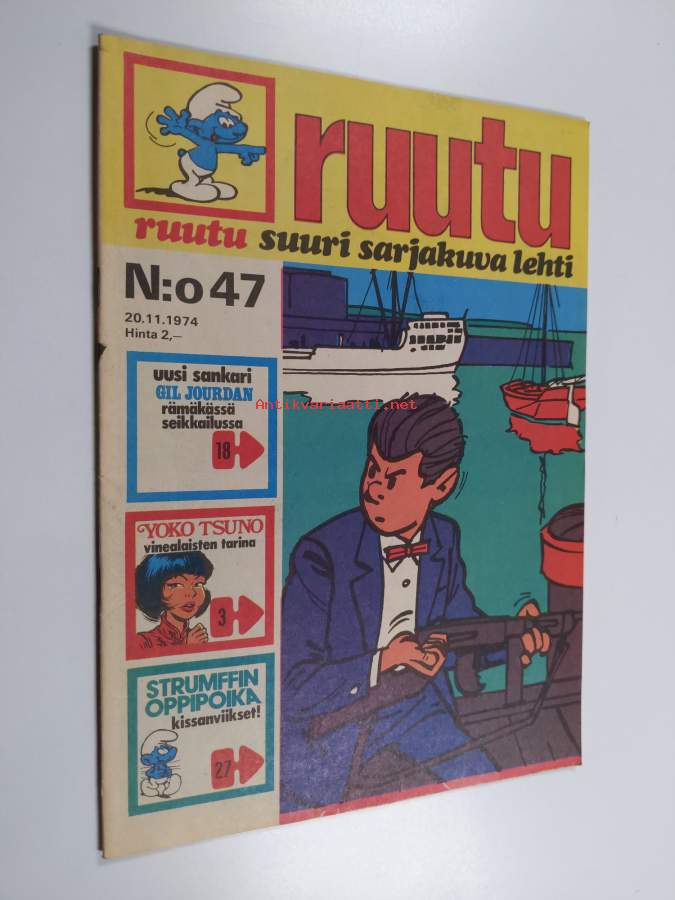 ruutu
ruutu suuri sarjakuva lehti
N:o 47
20.11.1974
Hinta 2,—
uusi sankari
GIL JOURDAN
rämäkässä
seikkailussa
18
YOKO TSUNO
vinealaisten tarina
3
STRUMFFIN
OPPIPOIKA
kissanviikset!
27
Antikvariaatti.net